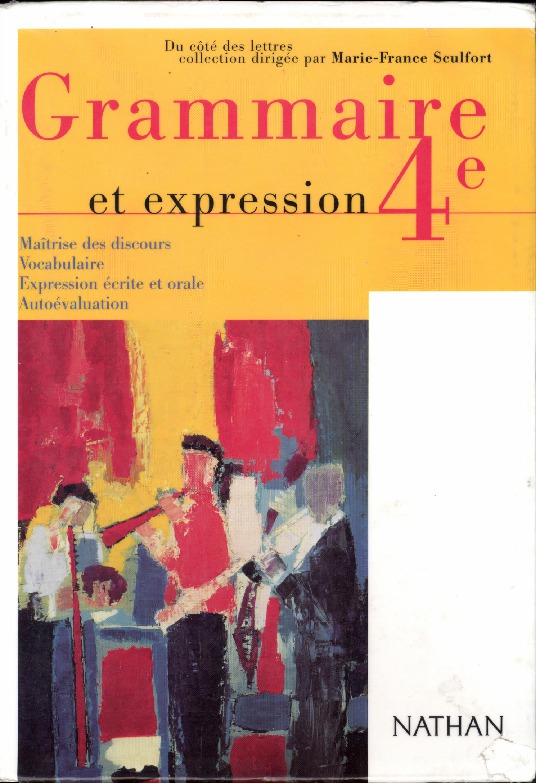 Du côté des lettres
collection dirigée par Marie-France Sculfort
Grammaire
4e
et expression
Maîtrise des discours
Vocabulaire
Expression écrite et orale
Autoévaluation
NATHAN